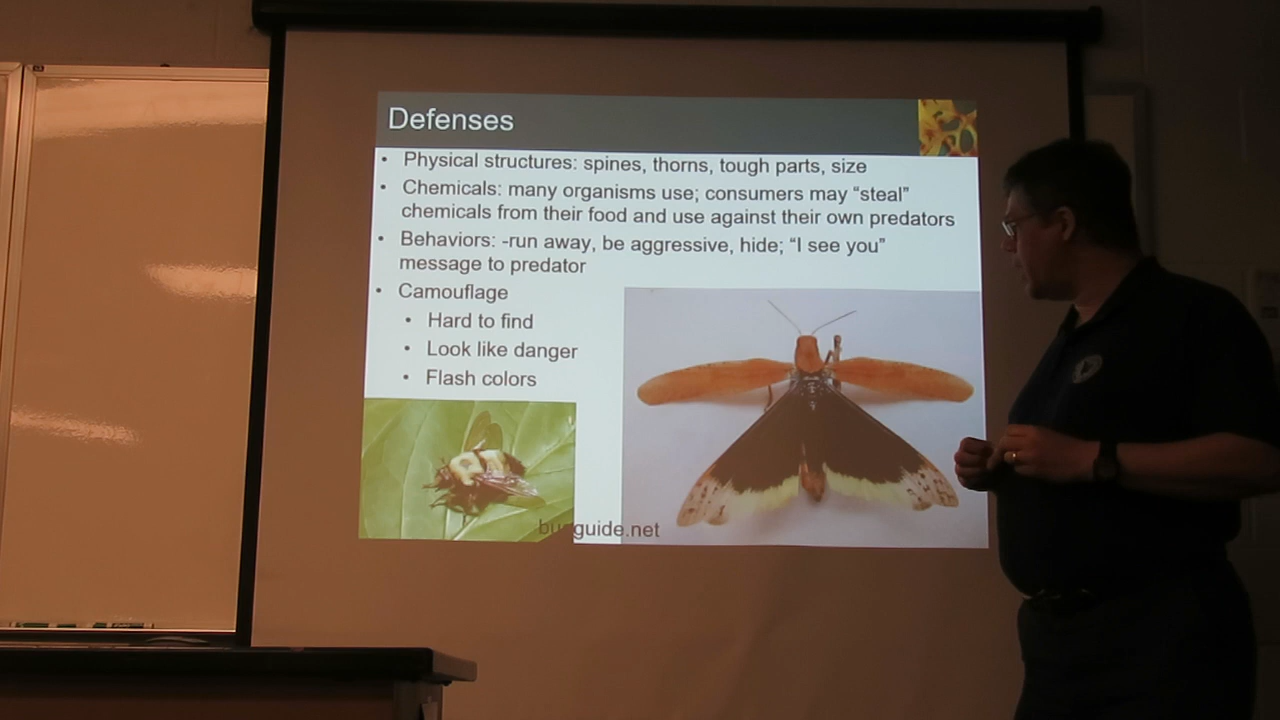 Defenses
• Physical structures: spines, thorns, tough parts, size
• Chemicals: many organisms use; consumers may “steal”
chemicals from their food and use against their own predators
• Behaviors: -run away, be aggressive, hide; “I see you”
message to predator
• Camouflage
• Hard to find
• Look like danger
• Flash colors
bugguide.net